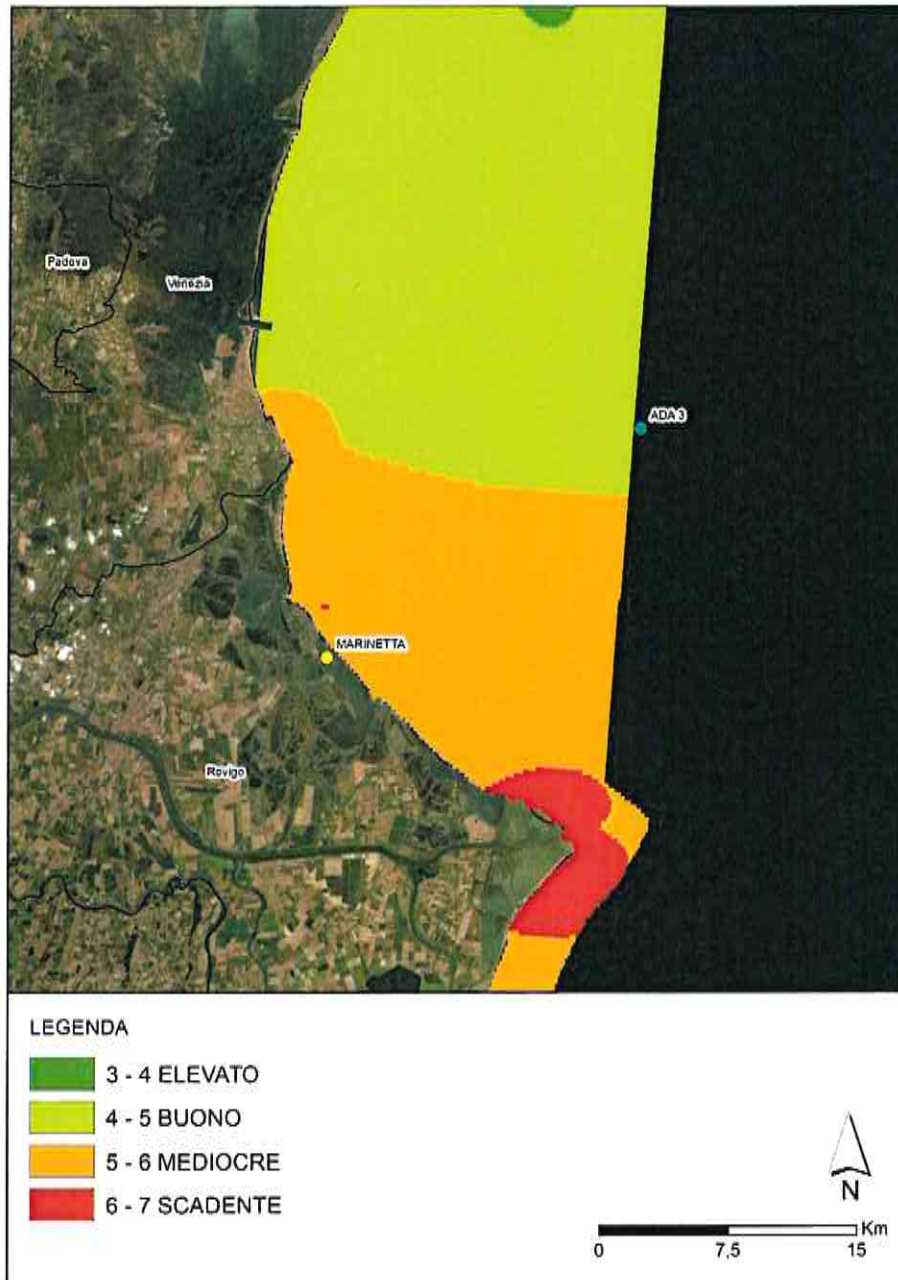 Padova
Venezia
ADA 3
MARINETTA
Rovigo
LEGENDA
3 - 4 ELEVATO
4 - 5 BUONO
5 - 6 MEDIOCRE
6 - 7 SCADENTE
N
Km
0 7,5 15